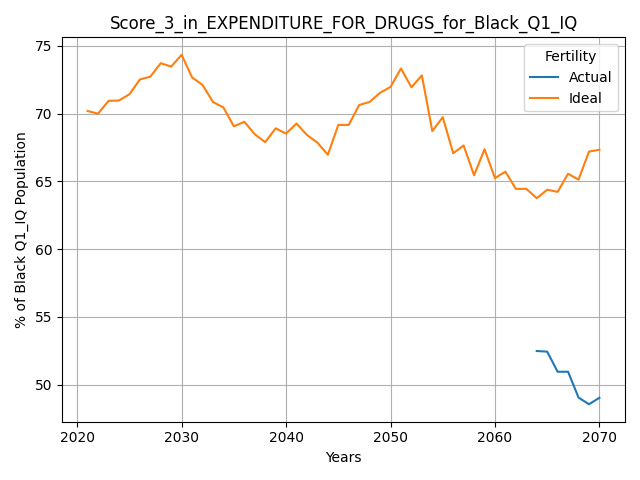 Score_3_in_EXPENDITURE_FOR_DRUGS_for_Black_Q1_IQ
Fertility
Actual
Ideal
% of Black Q1_IQ Population
75
70
65
60
55
50
2020
2030
2040
2050
2060
2070
Years